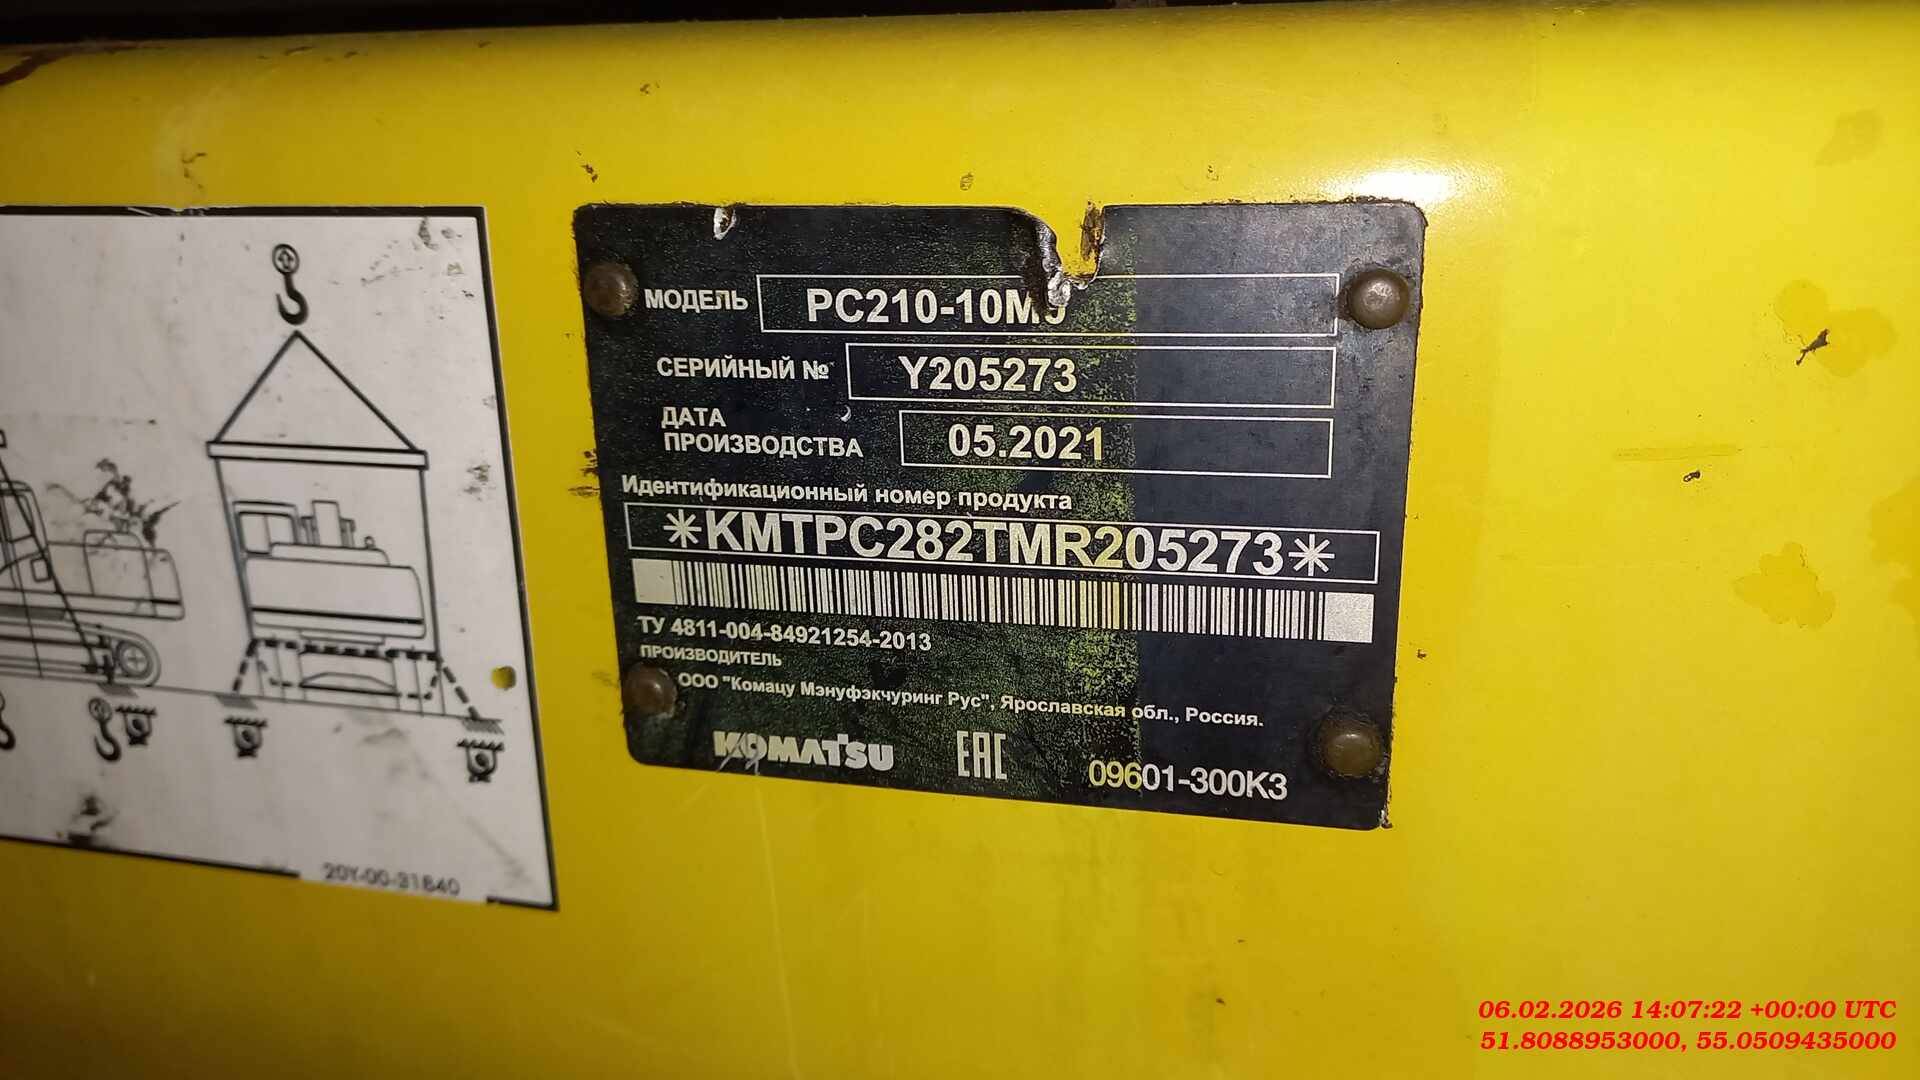 МОДЕЛЬ PC210-10M0
СЕРИЙНЫЙ № Y205273
ДАТА
ПРОИЗВОДСТВА 05.2021
Идентификационный номер продукта
*KMTPC282TMR205273*
ТУ 4811-004-84921254-2013
ПРОИЗВОДИТЕЛЬ
ООО "Комацу Мэнуфэкчуринг Рус", Ярославская обл., Россия.
KOMATSU EAC 09601-300K3
20Y-00-31840
06.02.2026 14:07:22 +00:00 UTC
51.8088953000, 55.0509435000